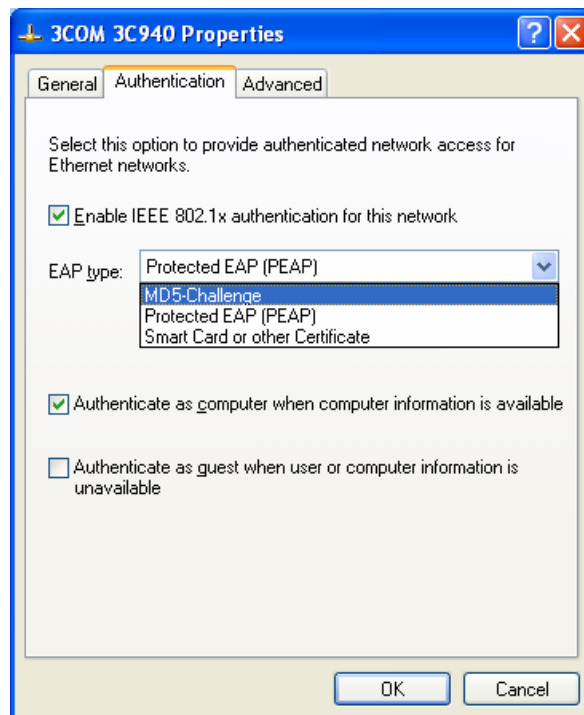 3COM 3C940 Properties
General Authentication Advanced
Select this option to provide authenticated network access for
Ethernet networks.
Enable IEEE 802.1x authentication for this network
EAP type: Protected EAP (PEAP)
MD5-Challenge
Protected EAP (PEAP)
Smart Card or other Certificate
Authenticate as computer when computer information is available
Authenticate as guest when user or computer information is
unavailable
OK Cancel